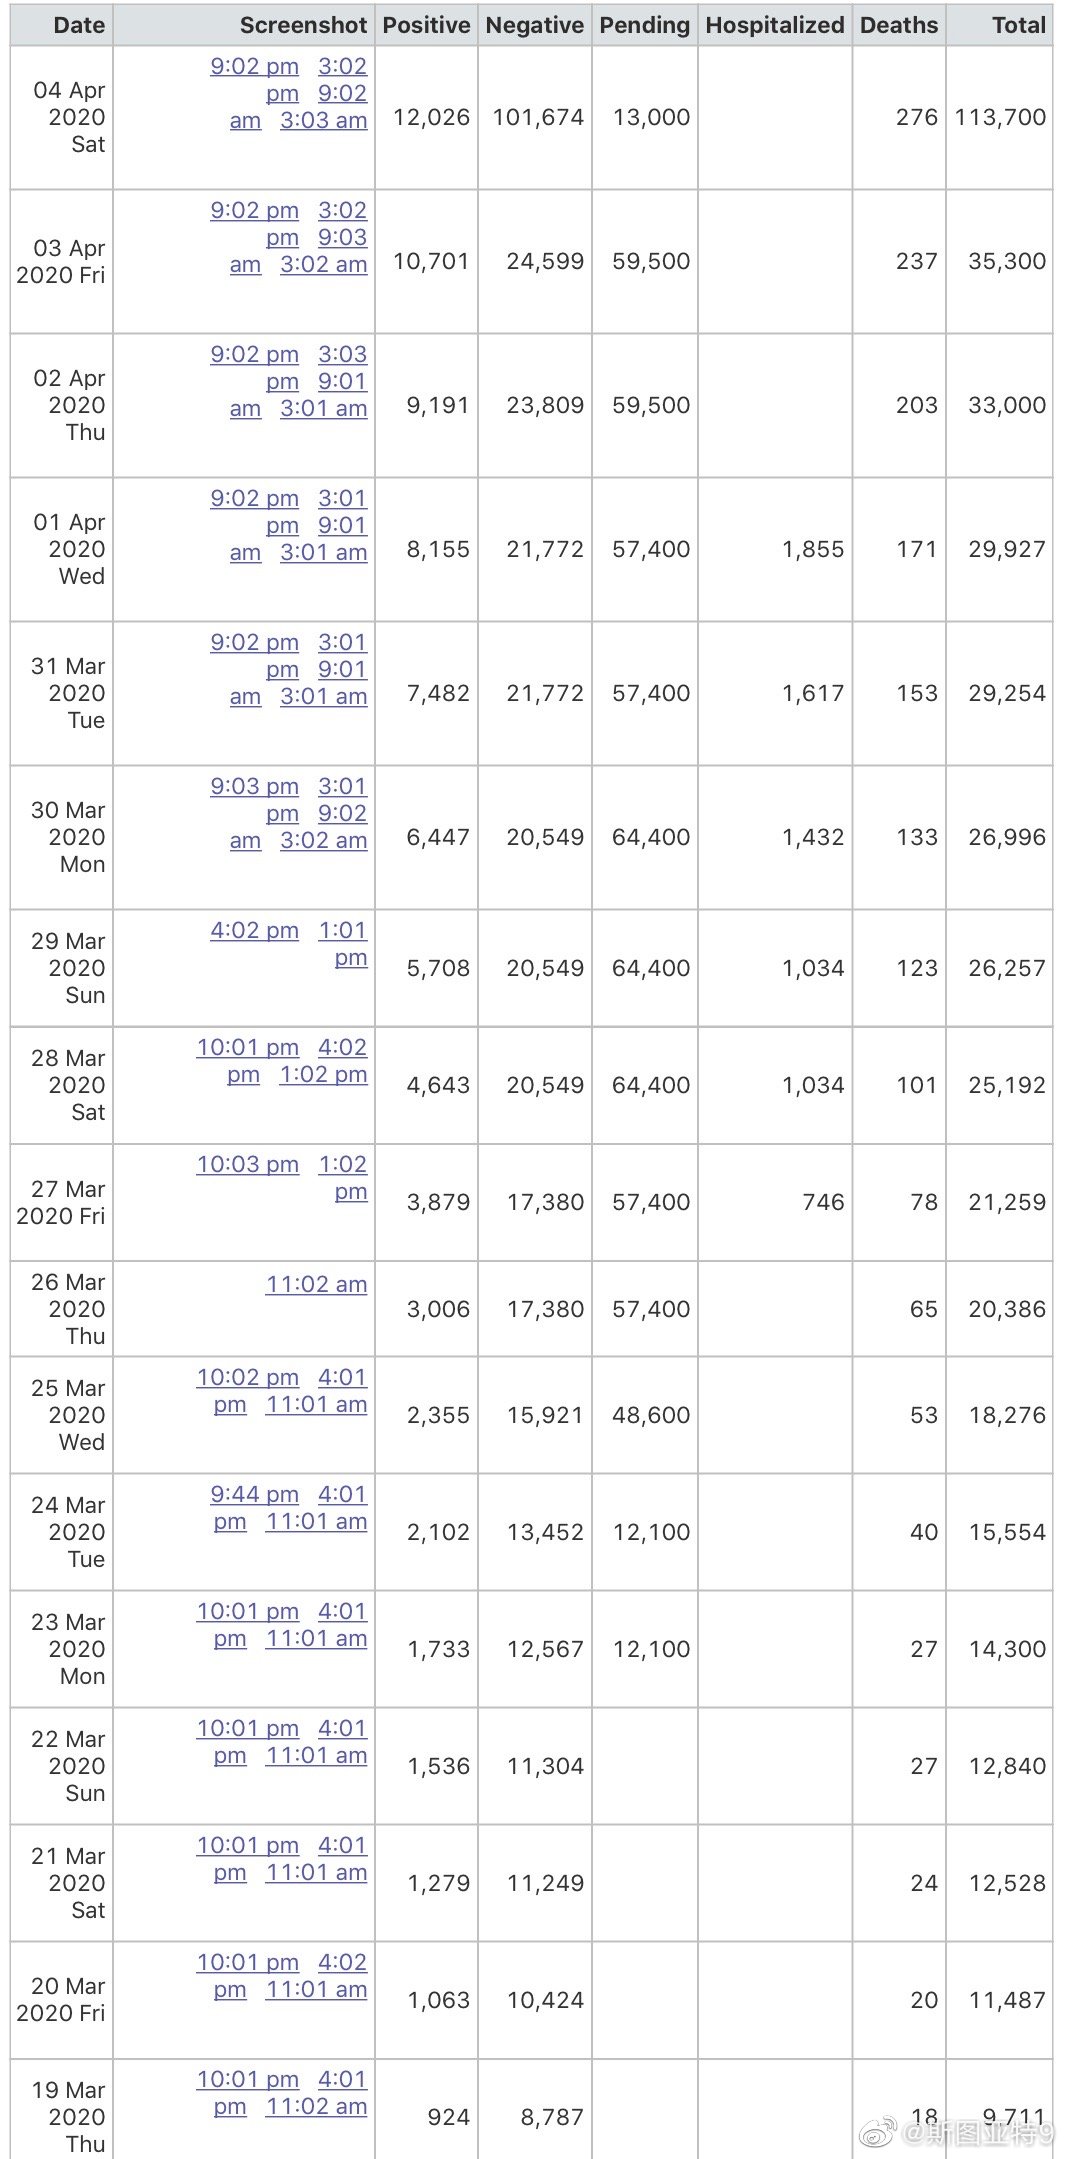 Date Screenshot Positive Negative Pending Hospitalized Deaths Total
04 Apr 2020 Sat 9:02 pm 3:02 pm 9:02 am 3:03 am 12,026 101,674 13,000 276 113,700
03 Apr 2020 Fri 9:02 pm 3:02 pm 9:03 am 3:02 am 10,701 24,599 59,500 237 35,300
02 Apr 2020 Thu 9:02 pm 3:03 pm 9:01 am 3:01 am 9,191 23,809 59,500 203 33,000
01 Apr 2020 Wed 9:02 pm 3:01 pm 9:01 am 3:01 am 8,155 21,772 57,400 1,855 171 29,927
31 Mar 2020 Tue 9:02 pm 3:01 pm 9:01 am 3:01 am 7,482 21,772 57,400 1,617 153 29,254
30 Mar 2020 Mon 9:03 pm 3:01 pm 9:02 am 3:02 am 6,447 20,549 64,400 1,432 133 26,996
29 Mar 2020 Sun 4:02 pm 1:01 pm 5,708 20,549 64,400 1,034 123 26,257
28 Mar 2020 Sat 10:01 pm 4:02 pm 1:02 pm 4,643 20,549 64,400 1,034 101 25,192
27 Mar 2020 Fri 10:03 pm 1:02 pm 3,879 17,380 57,400 746 78 21,259
26 Mar 2020 Thu 11:02 am 3,006 17,380 57,400 65 20,386
25 Mar 2020 Wed 10:02 pm 4:01 pm 11:01 am 2,355 15,921 48,600 53 18,276
24 Mar 2020 Tue 9:44 pm 4:01 pm 11:01 am 2,102 13,452 12,100 40 15,554
23 Mar 2020 Mon 10:01 pm 4:01 pm 11:01 am 1,733 12,567 12,100 27 14,300
22 Mar 2020 Sun 10:01 pm 4:01 pm 11:01 am 1,536 11,304 27 12,840
21 Mar 2020 Sat 10:01 pm 4:01 pm 11:01 am 1,279 11,249 24 12,528
20 Mar 2020 Fri 10:01 pm 4:02 pm 11:01 am 1,063 10,424 20 11,487
19 Mar 2020 Thu 10:01 pm 4:01 pm 11:02 am 924 8,787 18 9,711
@斯图亚特9